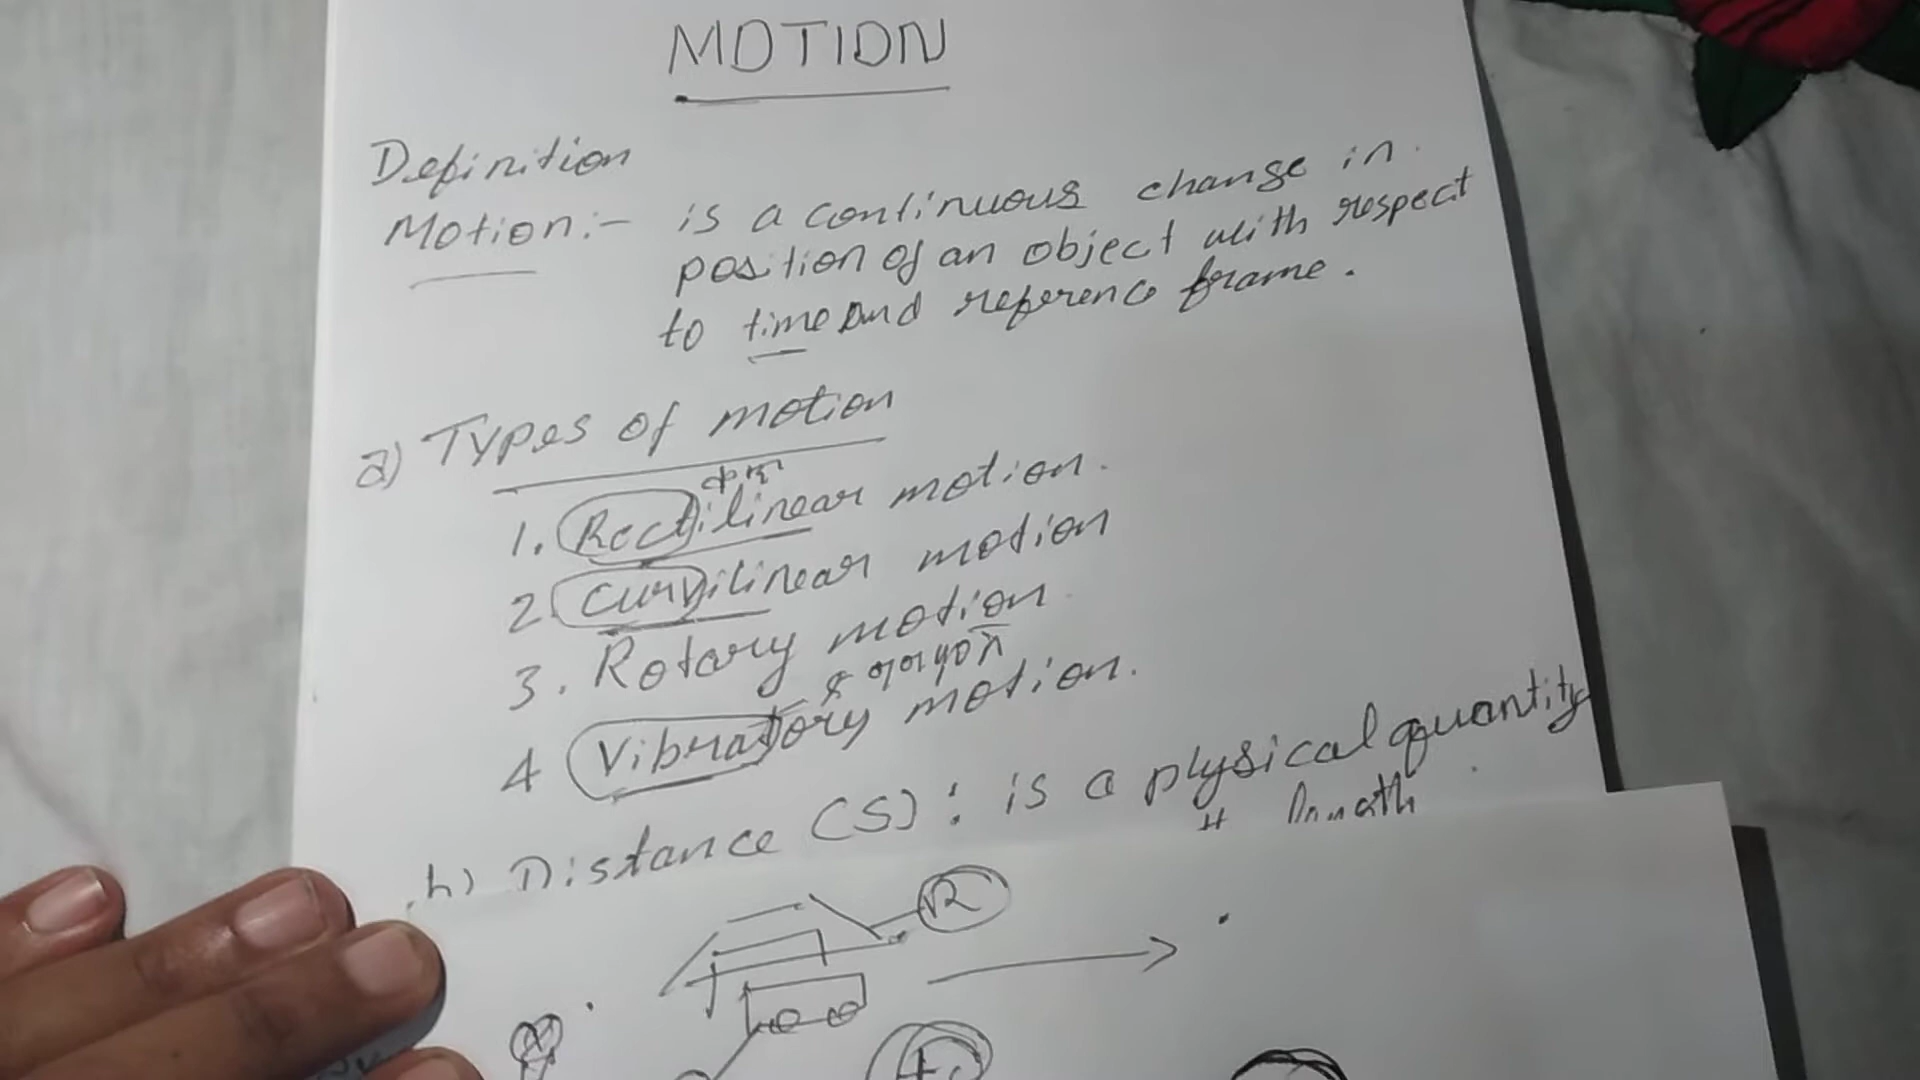 MOTION
Definition
Motion:- is a continuous change in
position of an object with respect
to time and reference frame.
a) Types of motion
1. Rectilinear motion.
2. Curvilinear motion
3. Rotary motion
4 Vibratory motion.
b) Distance (S): is a physical quantity
length
R